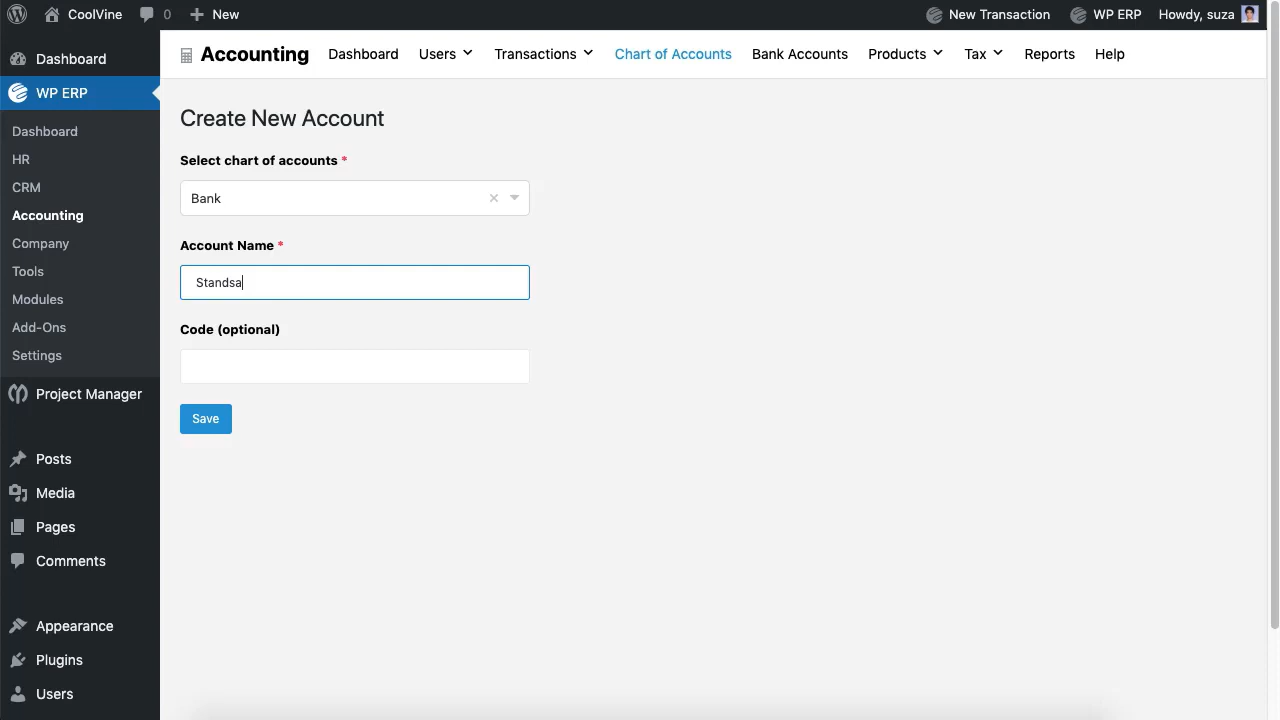 CoolVine
0
New
New Transaction
WP ERP
Howdy, suza
Dashboard
WP ERP
Dashboard
HR
CRM
Accounting
Company
Tools
Modules
Add-Ons
Settings
Project Manager
Posts
Media
Pages
Comments
Appearance
Plugins
Users
Accounting
Dashboard
Users
Transactions
Chart of Accounts
Bank Accounts
Products
Tax
Reports
Help
Create New Account
Select chart of accounts *
Bank
Account Name *
Standsa
Code (optional)
Save